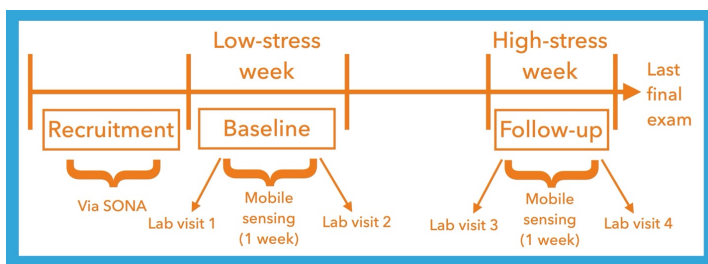 Low-stress
week
High-stress
week
Last
final
exam
Recruitment
Baseline
Follow-up
Via SONA
Lab visit 1
Mobile
sensing
(1 week)
Lab visit 2
Lab visit 3
Mobile
sensing
(1 week)
Lab visit 4